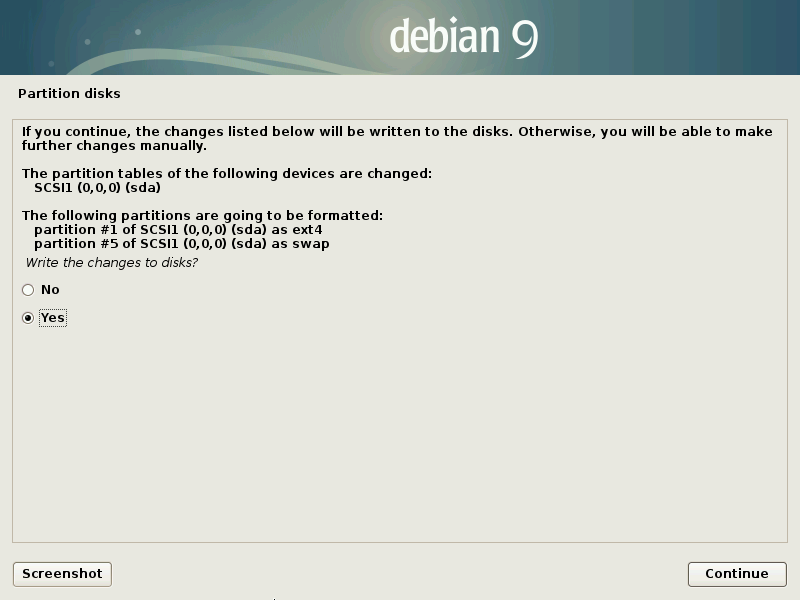 debian 9
Partition disks
If you continue, the changes listed below will be written to the disks. Otherwise, you will be able to make
further changes manually.
The partition tables of the following devices are changed:
SCSI1 (0,0,0) (sda)
The following partitions are going to be formatted:
partition #1 of SCSI1 (0,0,0) (sda) as ext4
partition #5 of SCSI1 (0,0,0) (sda) as swap
Write the changes to disks?
No
Yes
Screenshot
Continue